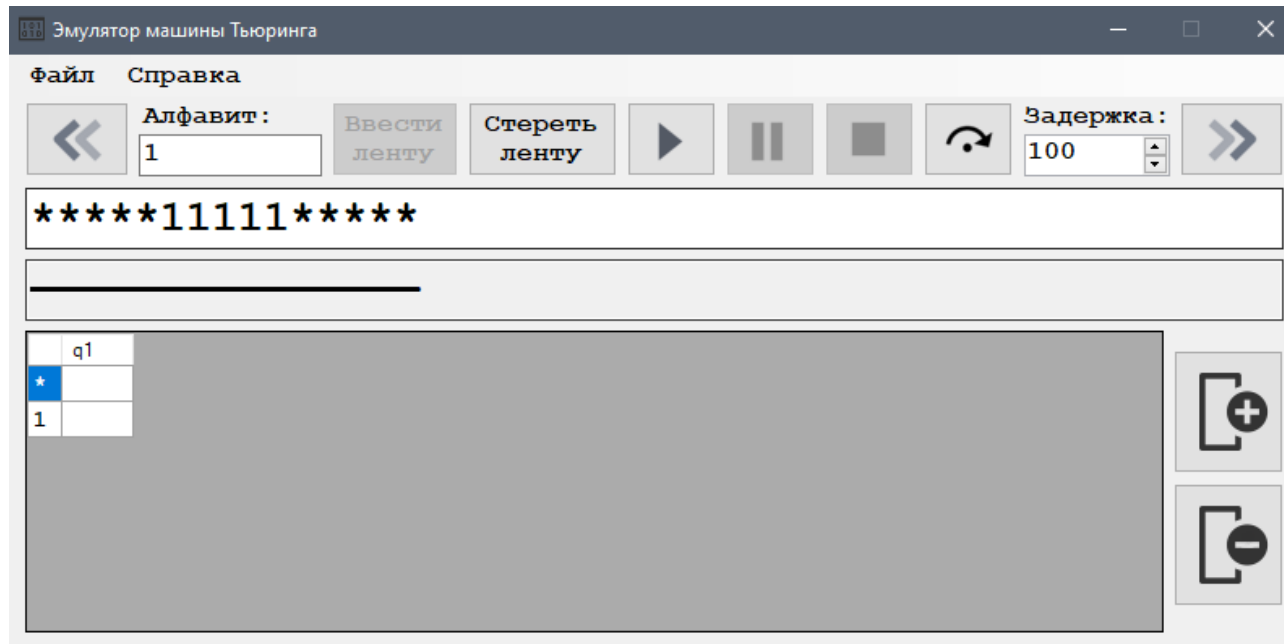 Эмулятор машины Тьюринга
Файл Справка
Алфавит:
1
Ввести
ленту
Стереть
ленту
Задержка:
100
*****11111*****
q1
*
1